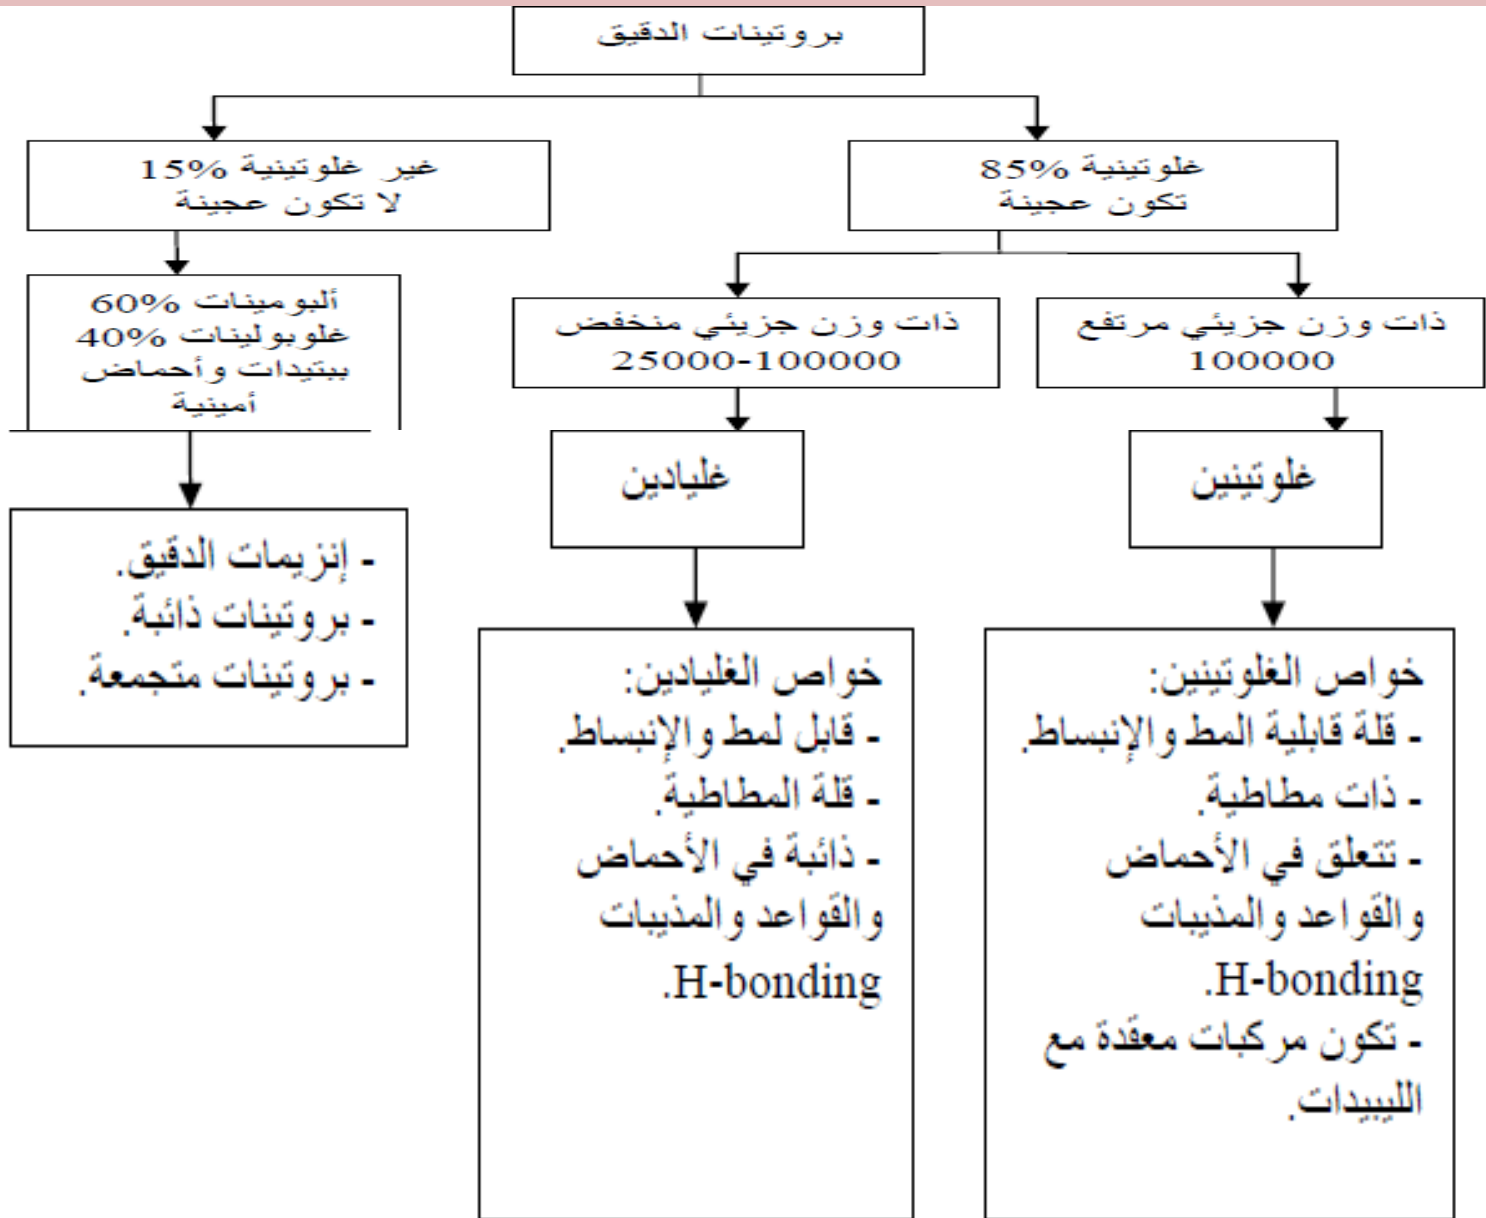 بروتينات الدقيق
غلوتينية 85%
تكون عجينة
غير غلوتينية 15%
لا تكون عجينة
ذات وزن جزيئي مرتفع
100000
ذات وزن جزيئي منخفض
25000-100000
ألبومينات 60%
غلوبولينات 40%
ببتيدات وأحماض
أمينية
غلوتينين
غليادين
- إنزيمات الدقيق.
- بروتينات ذائبة.
- بروتينات متجمعة.
خواص الغلوتينين:
- قلة قابلية المط والإنبساط.
- ذات مطاطية.
- تتعلق في الأحماض
والقواعد والمذيبات
H-bonding.
- تكون مركبات معقدة مع
الليبيدات.
خواص الغليادين:
- قابل لمط والإنبساط.
- قلة المطاطية.
- ذائبة في الأحماض
والقواعد والمذيبات
H-bonding.